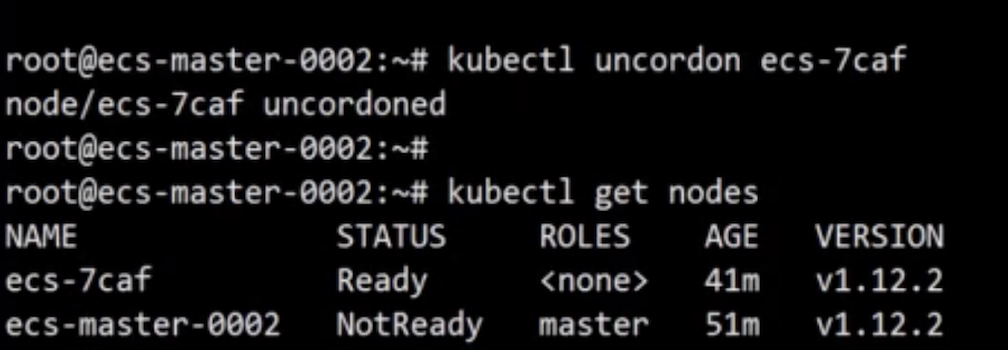 root@ecs-master-0002:~# kubectl uncordon ecs-7caf
node/ecs-7caf uncordoned
root@ecs-master-0002:~#
root@ecs-master-0002:~# kubectl get nodes
NAME STATUS ROLES AGE VERSION
ecs-7caf Ready <none> 41m v1.12.2
ecs-master-0002 NotReady master 51m v1.12.2